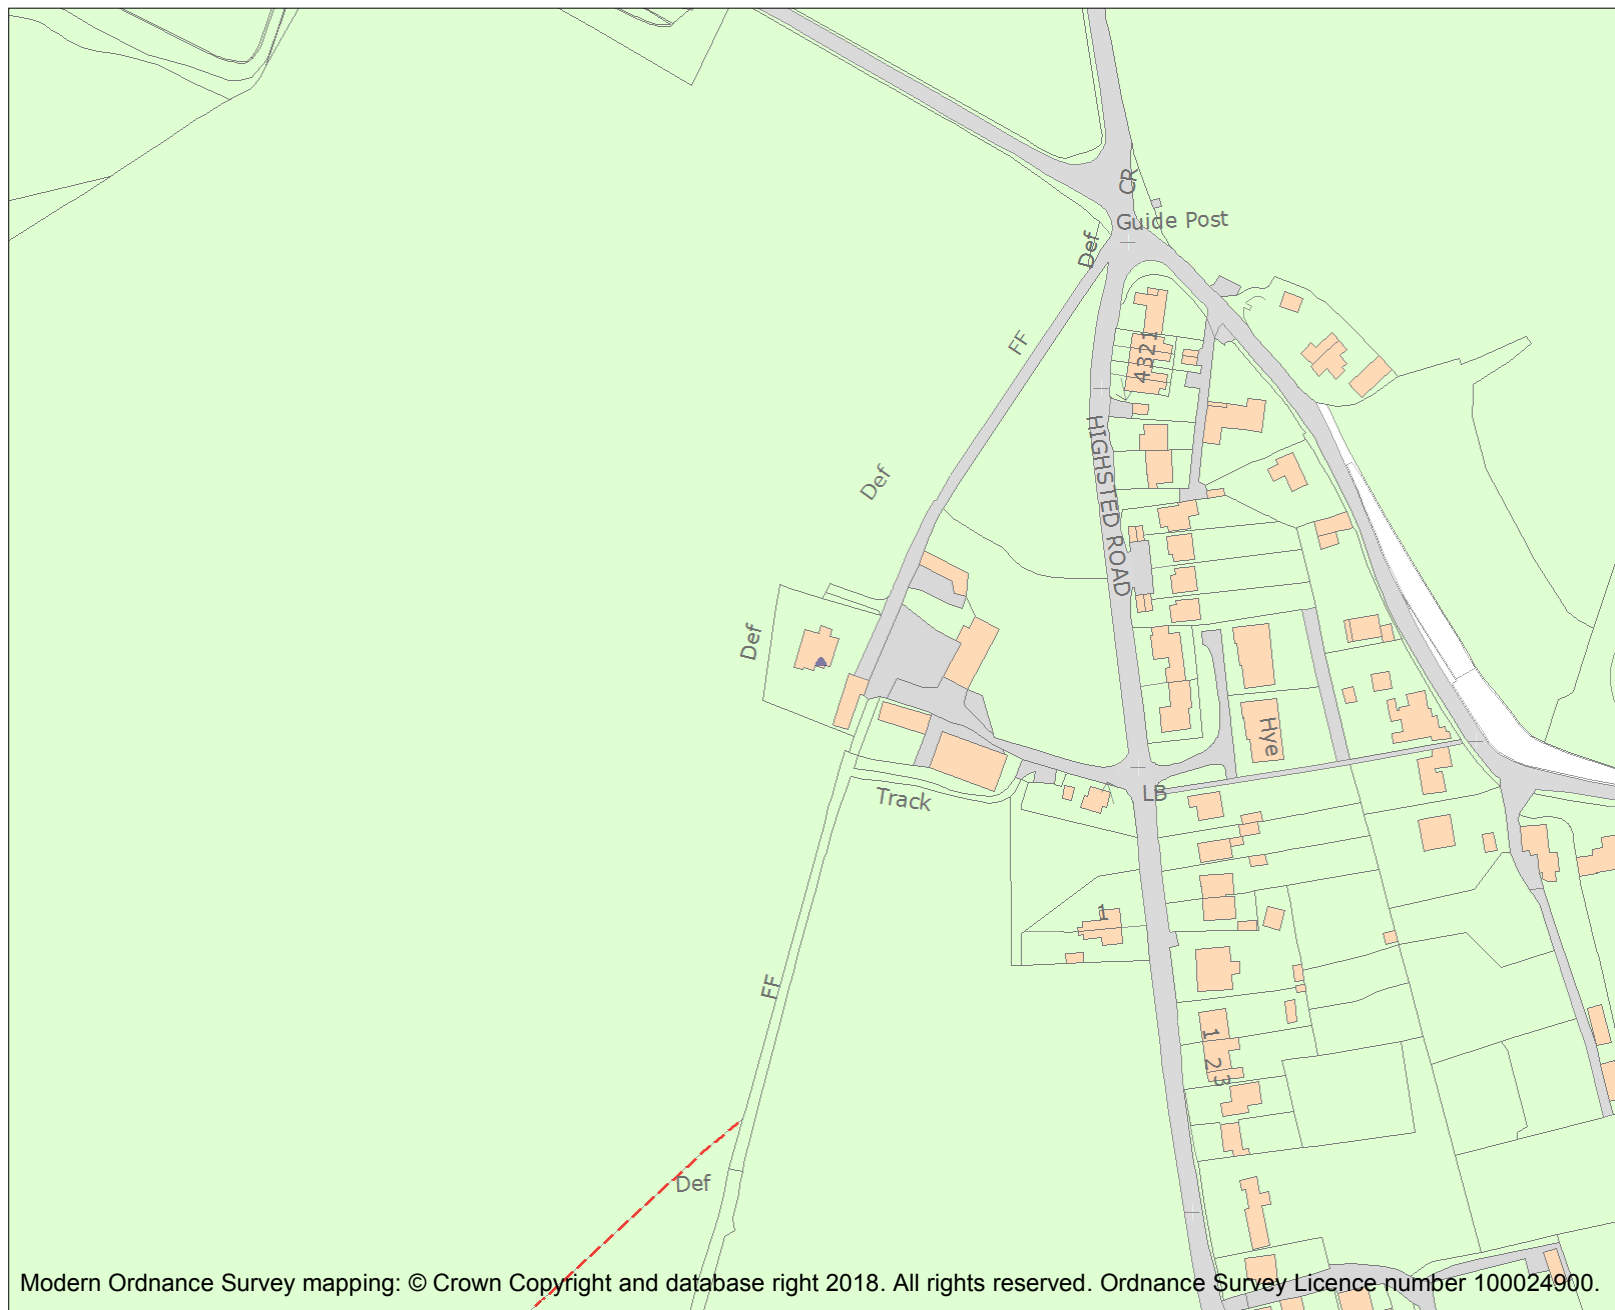 CR
Guide Post
Def
FF
4321
Def
HIGHSTED ROAD
Def
Hye
LB
Track
1
FF
1 2 3
Def
Modern Ordnance Survey mapping: © Crown Copyright and database right 2018. All rights reserved. Ordnance Survey Licence number 100024900.